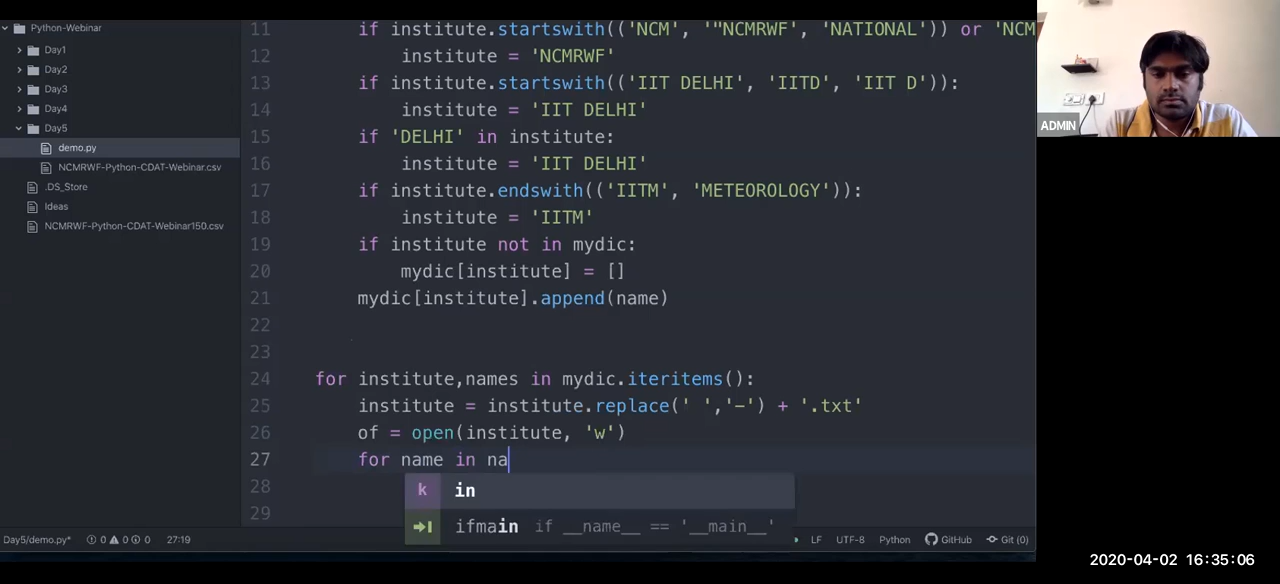 Python-Webinar
Day1
Day2
Day3
Day4
Day5
demo.py
NCMRWF-Python-CDAT-Webinar.csv
.DS_Store
Ideas
NCMRWF-Python-CDAT-Webinar150.csv
11 if institute.startswith(('NCM', '"NCMRWF', 'NATIONAL')) or 'NCM
12 institute = 'NCMRWF'
13 if institute.startswith(('IIT DELHI', 'IITD', 'IIT D')):
14 institute = 'IIT DELHI'
15 if 'DELHI' in institute:
16 institute = 'IIT DELHI'
17 if institute.endswith(('IITM', 'METEOROLOGY')):
18 institute = 'IITM'
19 if institute not in mydic:
20 mydic[institute] = []
21 mydic[institute].append(name)
22
23
24 for institute,names in mydic.iteritems():
25 institute = institute.replace(' ','-') + '.txt'
26 of = open(institute, 'w')
27 for name in na
28
29
k in
ifmain if __name__ == '__main__'
Day5/demo.py* 0 0 0 27:19 LF UTF-8 Python GitHub Git (0)
ADMIN
2020-04-02 16:35:06